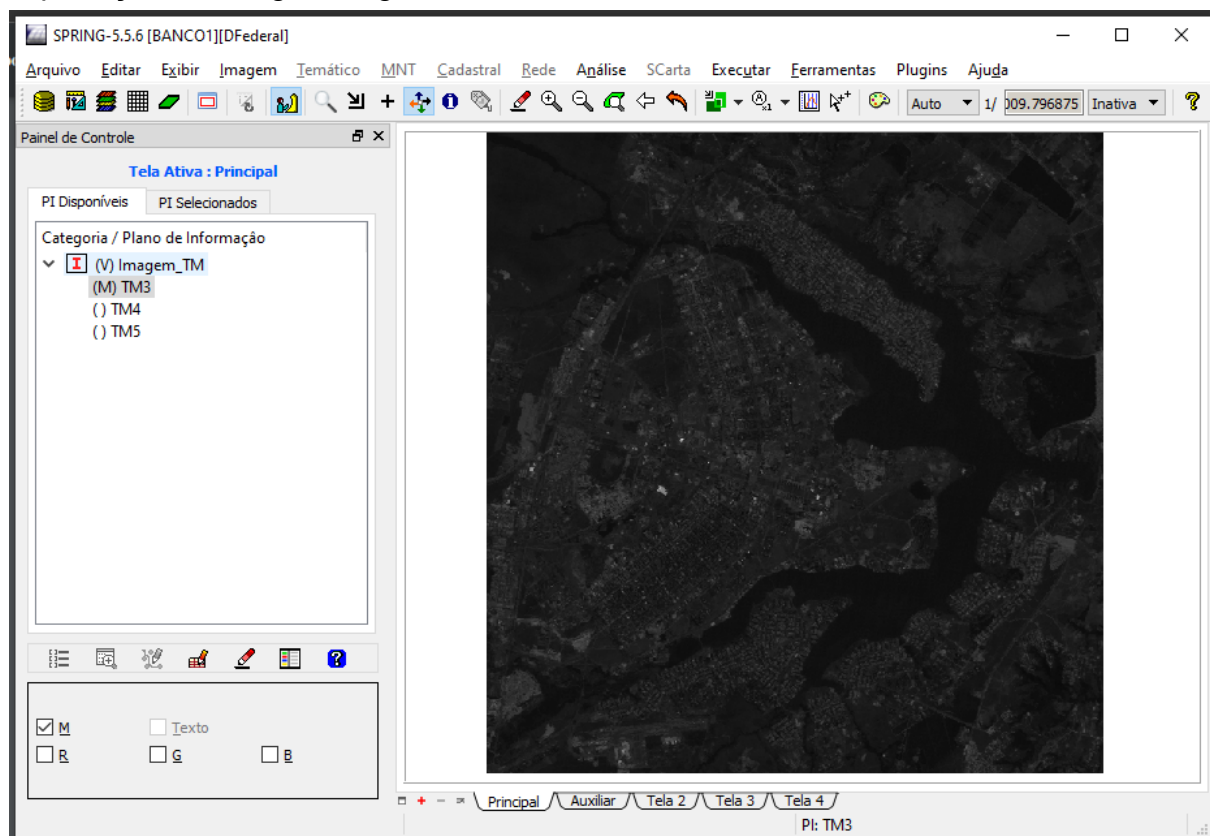 SPRING-5.5.6 [BANCO1][DFederal]
Arquivo Editar Exibir Imagem Temático MNT Cadastral Rede Análise SCarta Executar Ferramentas Plugins Ajuda
Auto 1/ 009.796875 Inativa
Painel de Controle
Tela Ativa : Principal
PI Disponíveis PI Selecionados
Categoria / Plano de Informação
(V) Imagem_TM
(M) TM3
( ) TM4
( ) TM5
M Texto
R G B
Principal Auxiliar Tela 2 Tela 3 Tela 4
PI: TM3